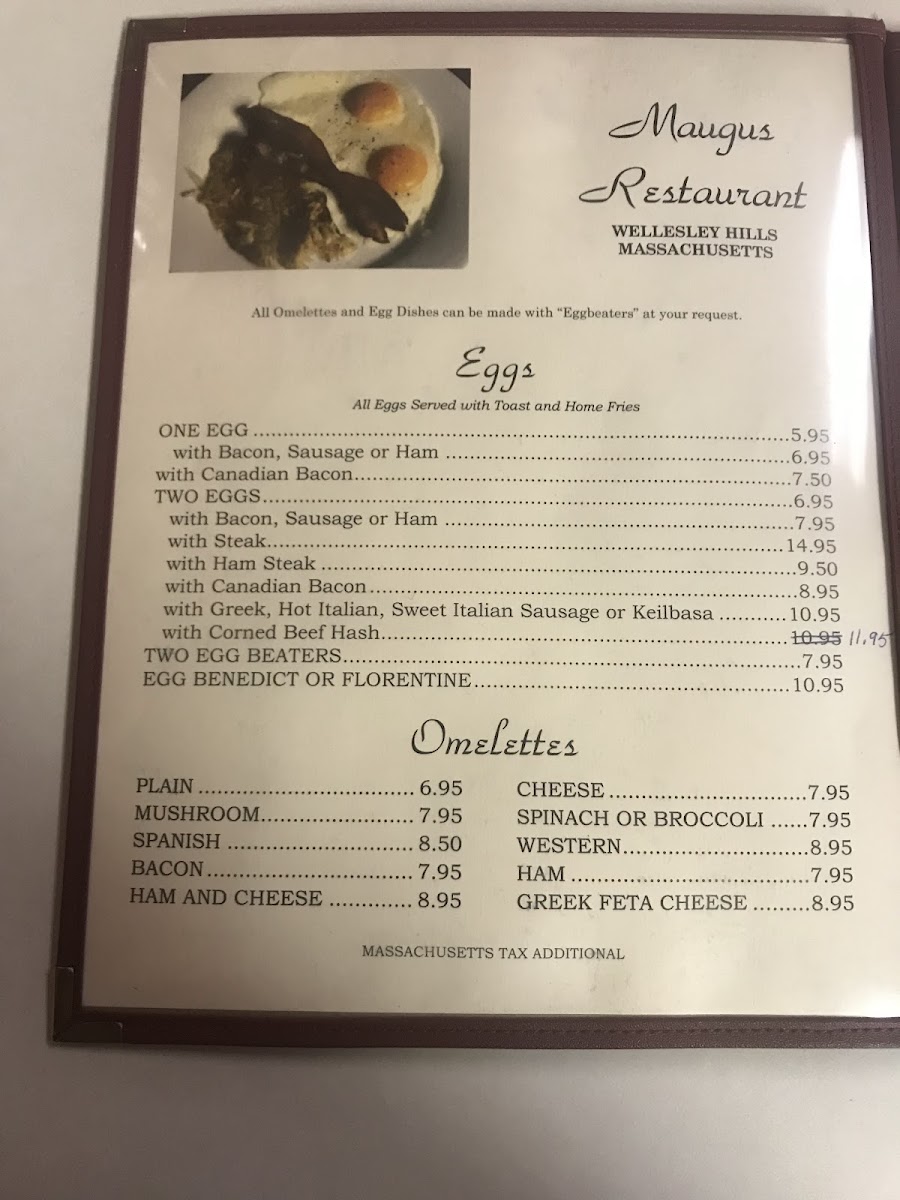 Maugus
Restaurant
WELLESLEY HILLS
MASSACHUSETTS
All Omelettes and Egg Dishes can be made with “Eggbeaters” at your request.
Eggs
All Eggs Served with Toast and Home Fries
ONE EGG 5.95
with Bacon, Sausage or Ham 6.95
with Canadian Bacon 7.50
TWO EGGS 6.95
with Bacon, Sausage or Ham 7.95
with Steak 14.95
with Ham Steak 9.50
with Canadian Bacon 8.95
with Greek, Hot Italian, Sweet Italian Sausage or Keilbasa 10.95
with Corned Beef Hash 10.95 11.95
TWO EGG BEATERS 7.95
EGG BENEDICT OR FLORENTINE 10.95
Omelettes
PLAIN 6.95
MUSHROOM 7.95
SPANISH 8.50
BACON 7.95
HAM AND CHEESE 8.95
CHEESE 7.95
SPINACH OR BROCCOLI 7.95
WESTERN 8.95
HAM 7.95
GREEK FETA CHEESE 8.95
MASSACHUSETTS TAX ADDITIONAL